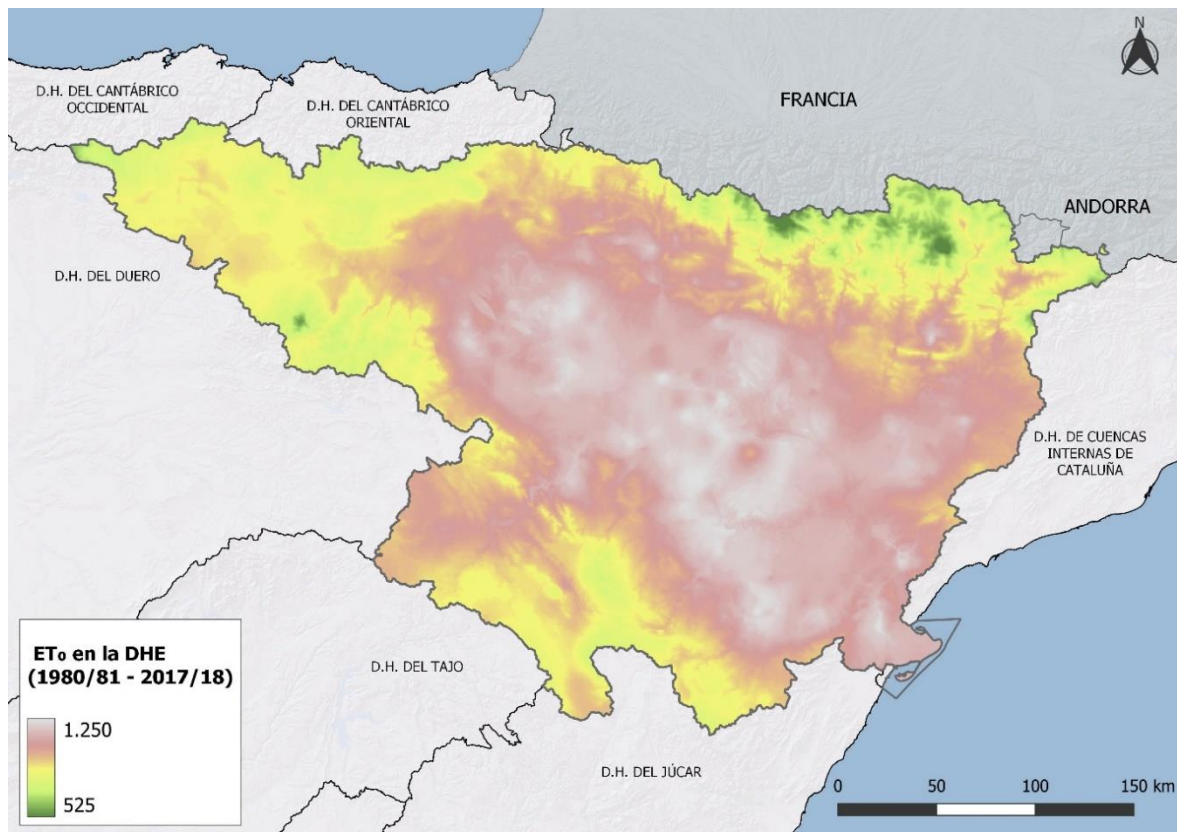 N
D.H. DEL CANTÁBRICO
OCCIDENTAL
D.H. DEL CANTÁBRICO
ORIENTAL
FRANCIA
ANDORRA
D.H. DEL DUERO
D.H. DE CUENCAS
INTERNAS DE
CATALUÑA
D.H. DEL TAJO
D.H. DEL JÚCAR
ET₀ en la DHE
(1980/81 - 2017/18)
1.250
525
0 50 100 150 km